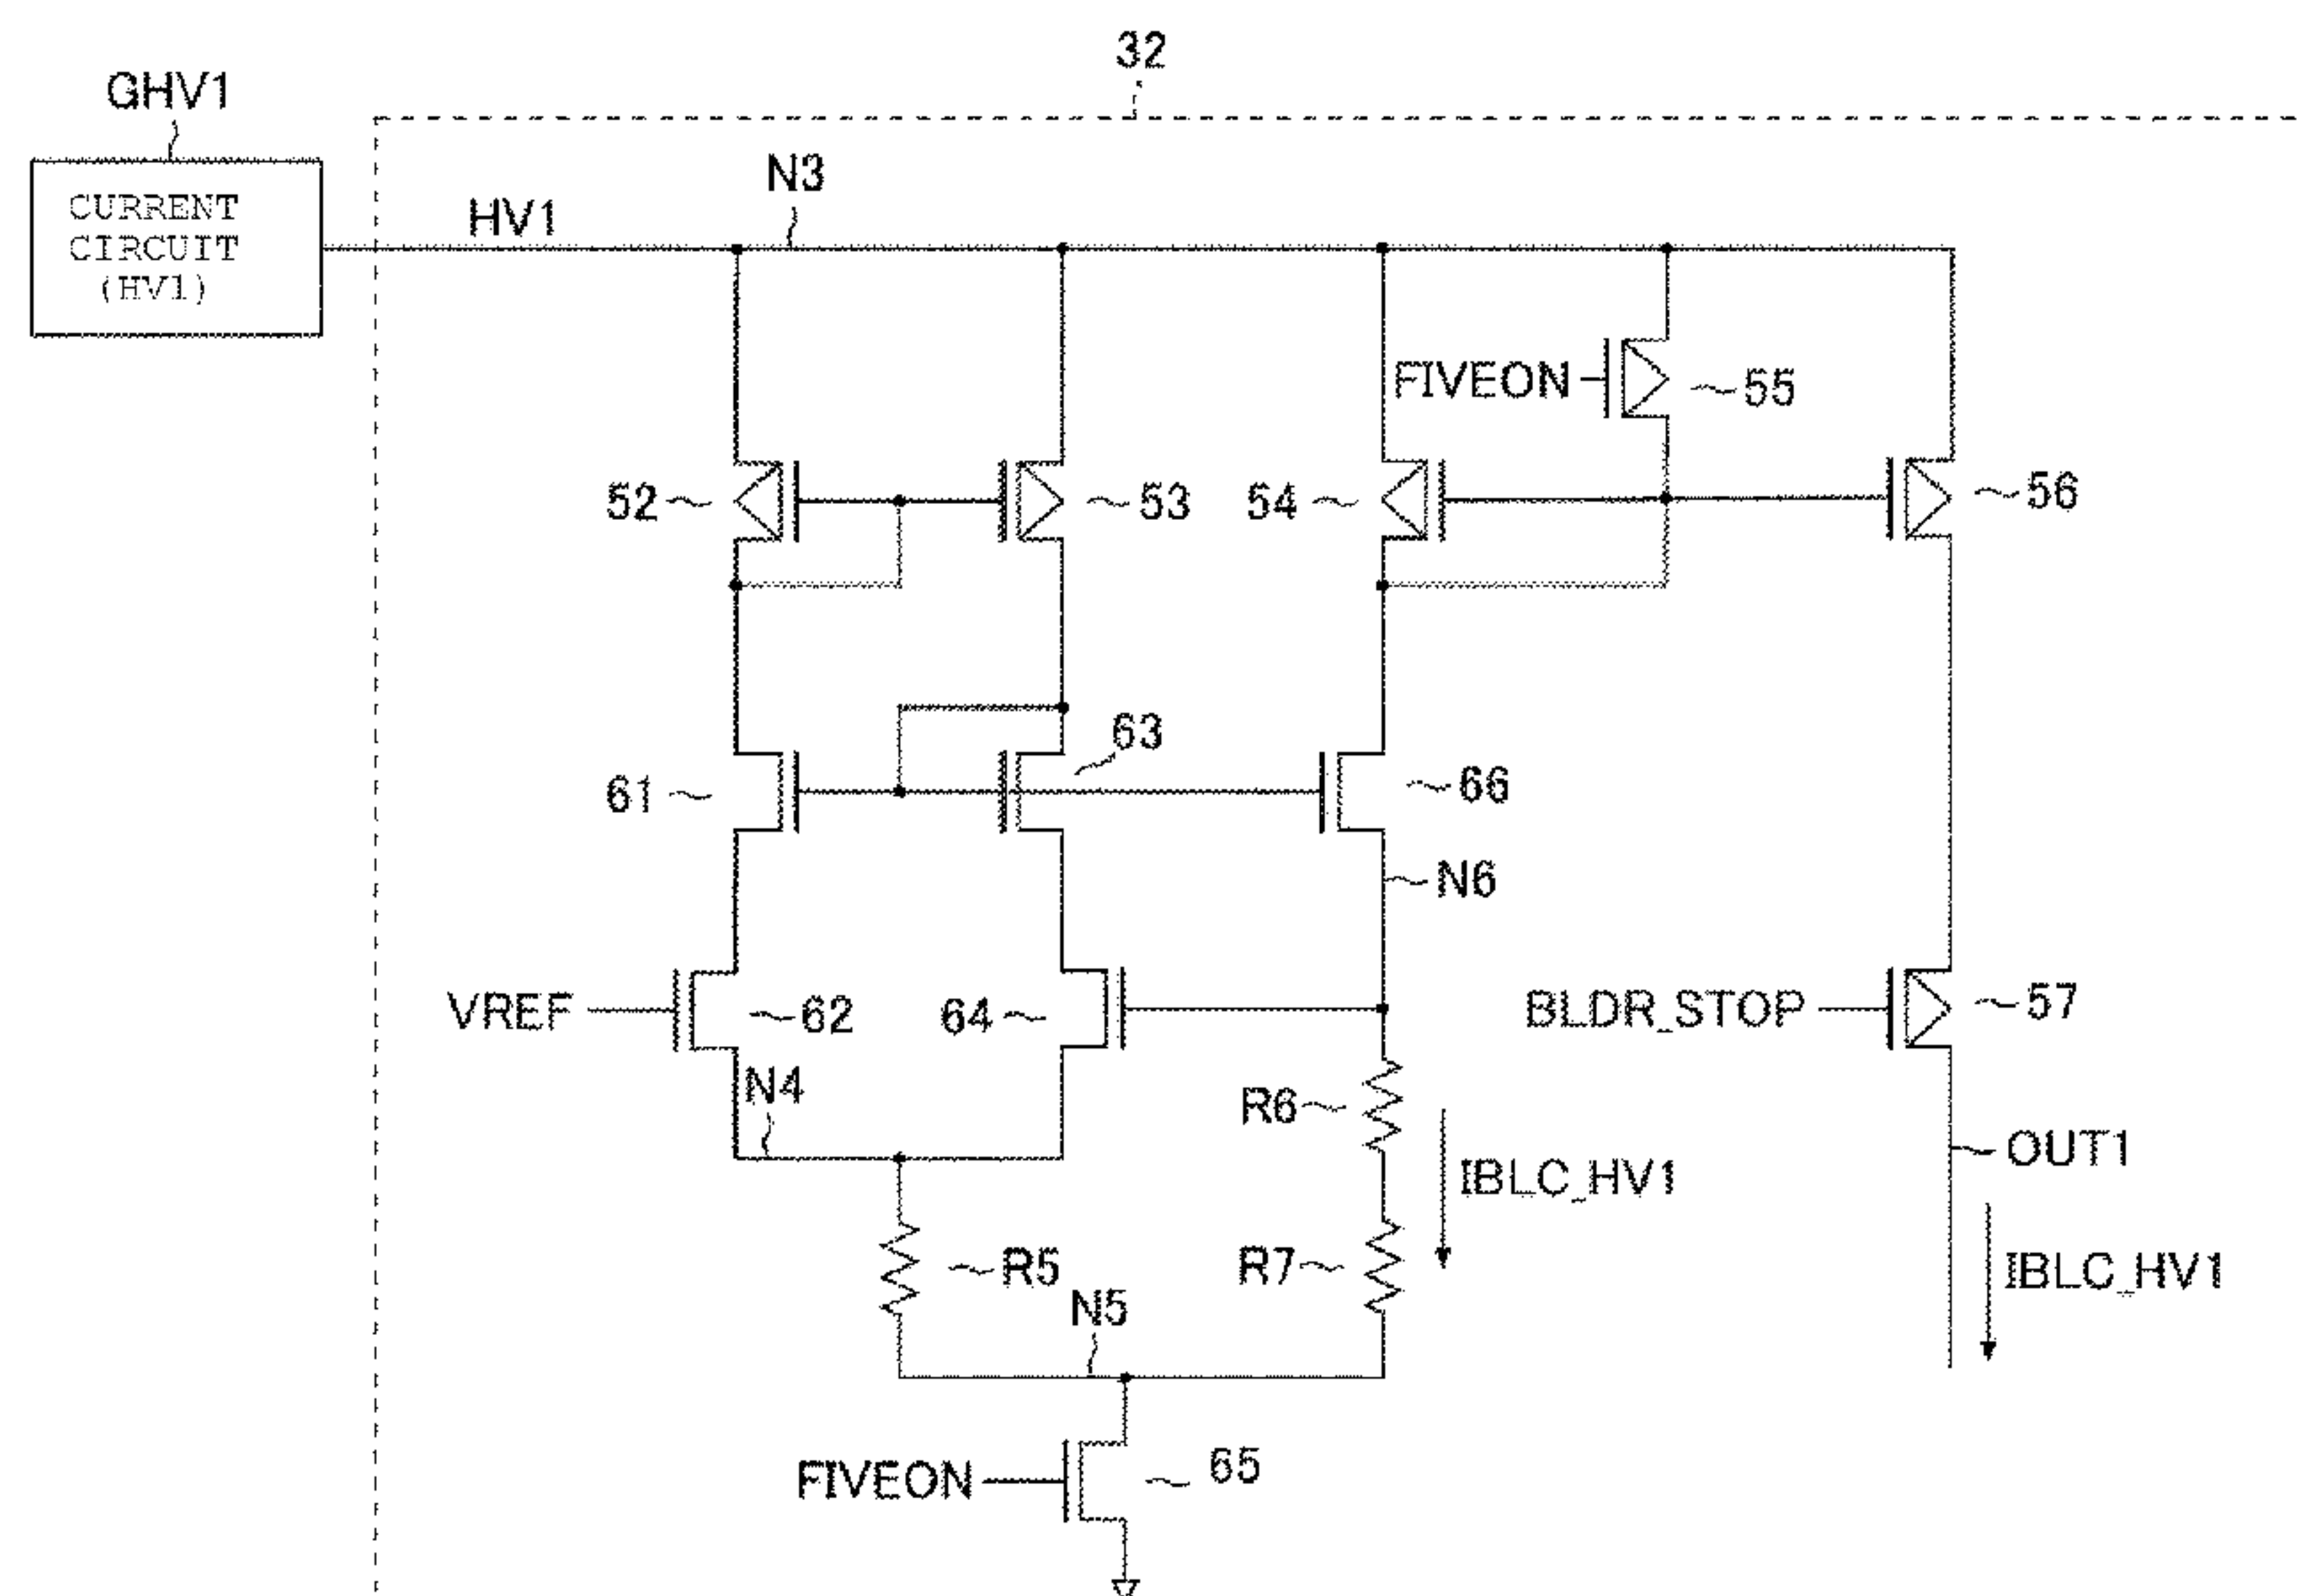 32
GHV1
CURRENT
CIRCUIT
(HV1)
HV1
N3
FIVEON
55
52
53
54
56
61
63
66
N6
VREF
62
64
BLDR_STOP
57
N4
R6
IBLC_HV1
OUT1
R5
R7
IBLC_HV1
N5
FIVEON
65